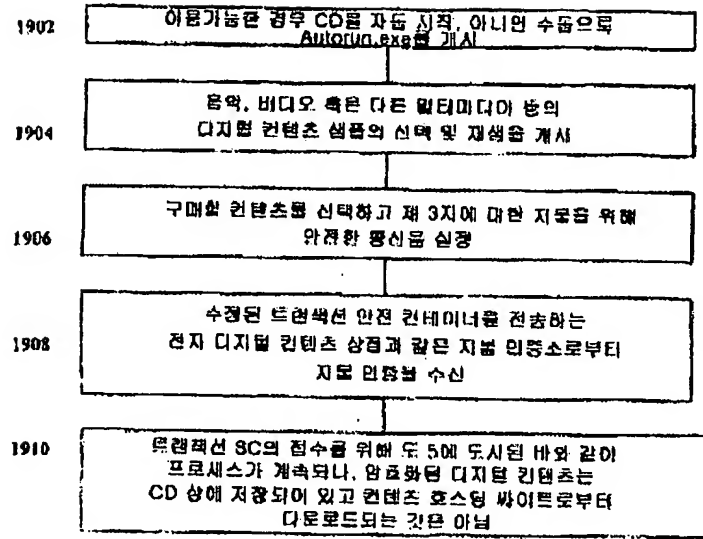 1902
이용가능한 경우 CD를 자동 시작, 아니면 수동으로
Autorun.exe를 개시
1904
음악, 비디오 혹은 다른 멀티미디어 등의
디지털 컨텐츠 샘플의 선택 및 재생을 개시
1906
구매할 컨텐츠를 선택하고 제 3자에 대한 지불을 위해
안전한 통신을 설정
1908
수정된 트랜잭션 안전 컨테이너를 전송하는
전자 디지털 컨텐츠 상점과 같은 지불 인증소로부터
지불 인증을 수신
1910
트랜잭션 SC의 접수를 위해 도 5에 도시된 바와 같이
프로세스가 계속되나, 암호화된 디지털 컨텐츠는
CD 상에 저장되어 있고 컨텐츠 호스팅 싸이트로부터
다운로드되는 것은 아님